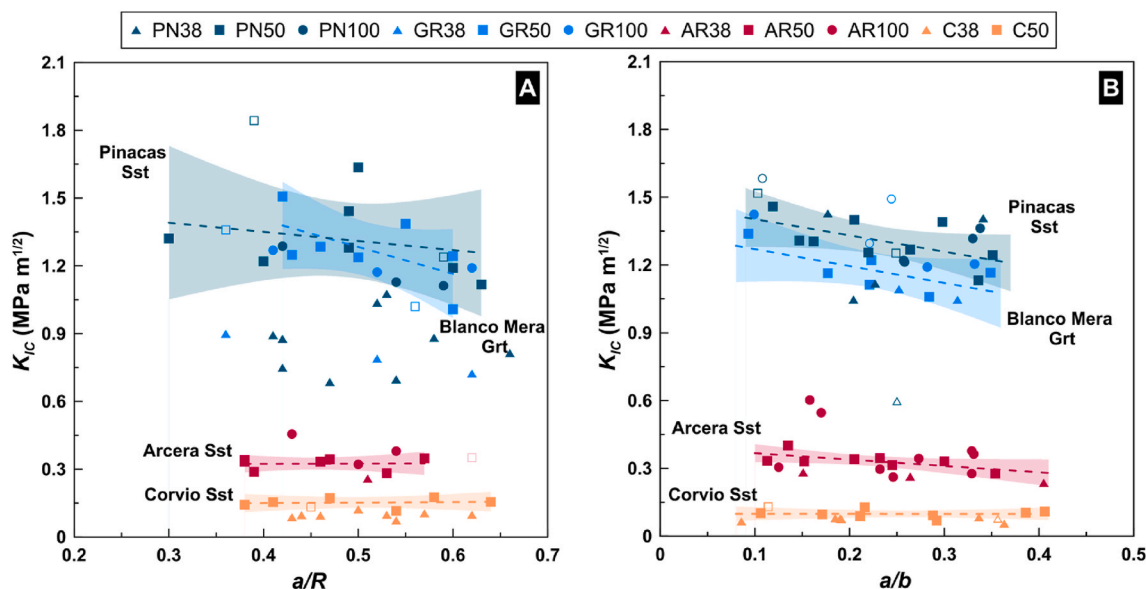 PN38 PN50 PN100 GR38 GR50 GR100 AR38 AR50 AR100 C38 C50
A
K_IC (MPa m^1/2)
2.1
1.8
1.5
1.2
0.9
0.6
0.3
0
Pinacas
Sst
Blanco Mera
Grt
Arcera Sst
Corvio Sst
0.2 0.3 0.4 0.5 0.6 0.7
a/R
B
K_IC (MPa m^1/2)
2.1
1.8
1.5
1.2
0.9
0.6
0.3
0
Pinacas
Sst
Blanco Mera
Grt
Arcera Sst
Corvio Sst
0 0.1 0.2 0.3 0.4 0.5
a/b